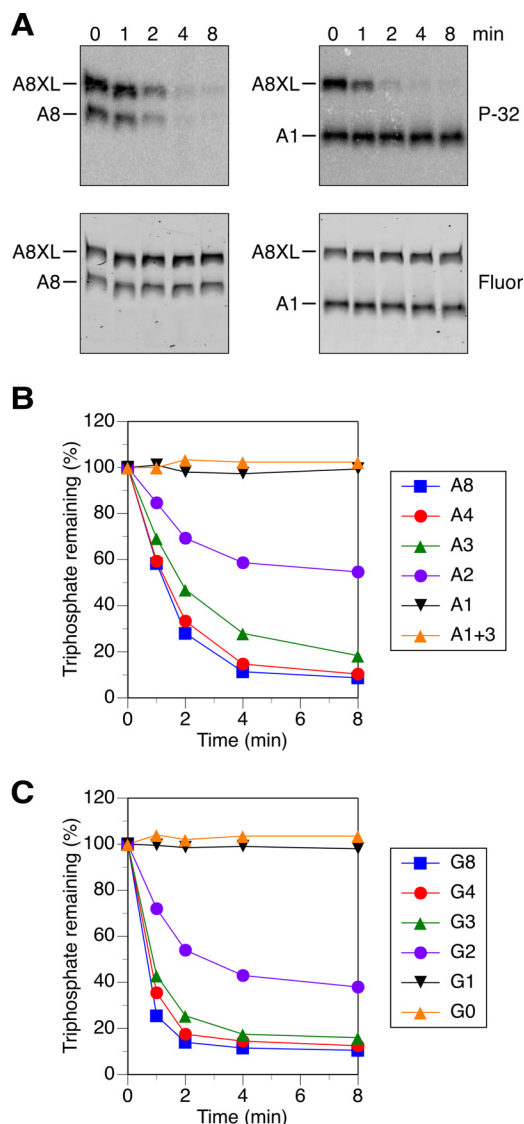 A
0 1 2 4 8 min
0 1 2 4 8
A8XL
A8
A8XL
A1
P-32
A8XL
A8
A8XL
A1
Fluor
B
Triphosphate remaining (%)
120
100
80
60
40
20
0
0 2 4 6 8
Time (min)
A8
A4
A3
A2
A1
A1+3
C
Triphosphate remaining (%)
120
100
80
60
40
20
0
0 2 4 6 8
Time (min)
G8
G4
G3
G2
G1
G0